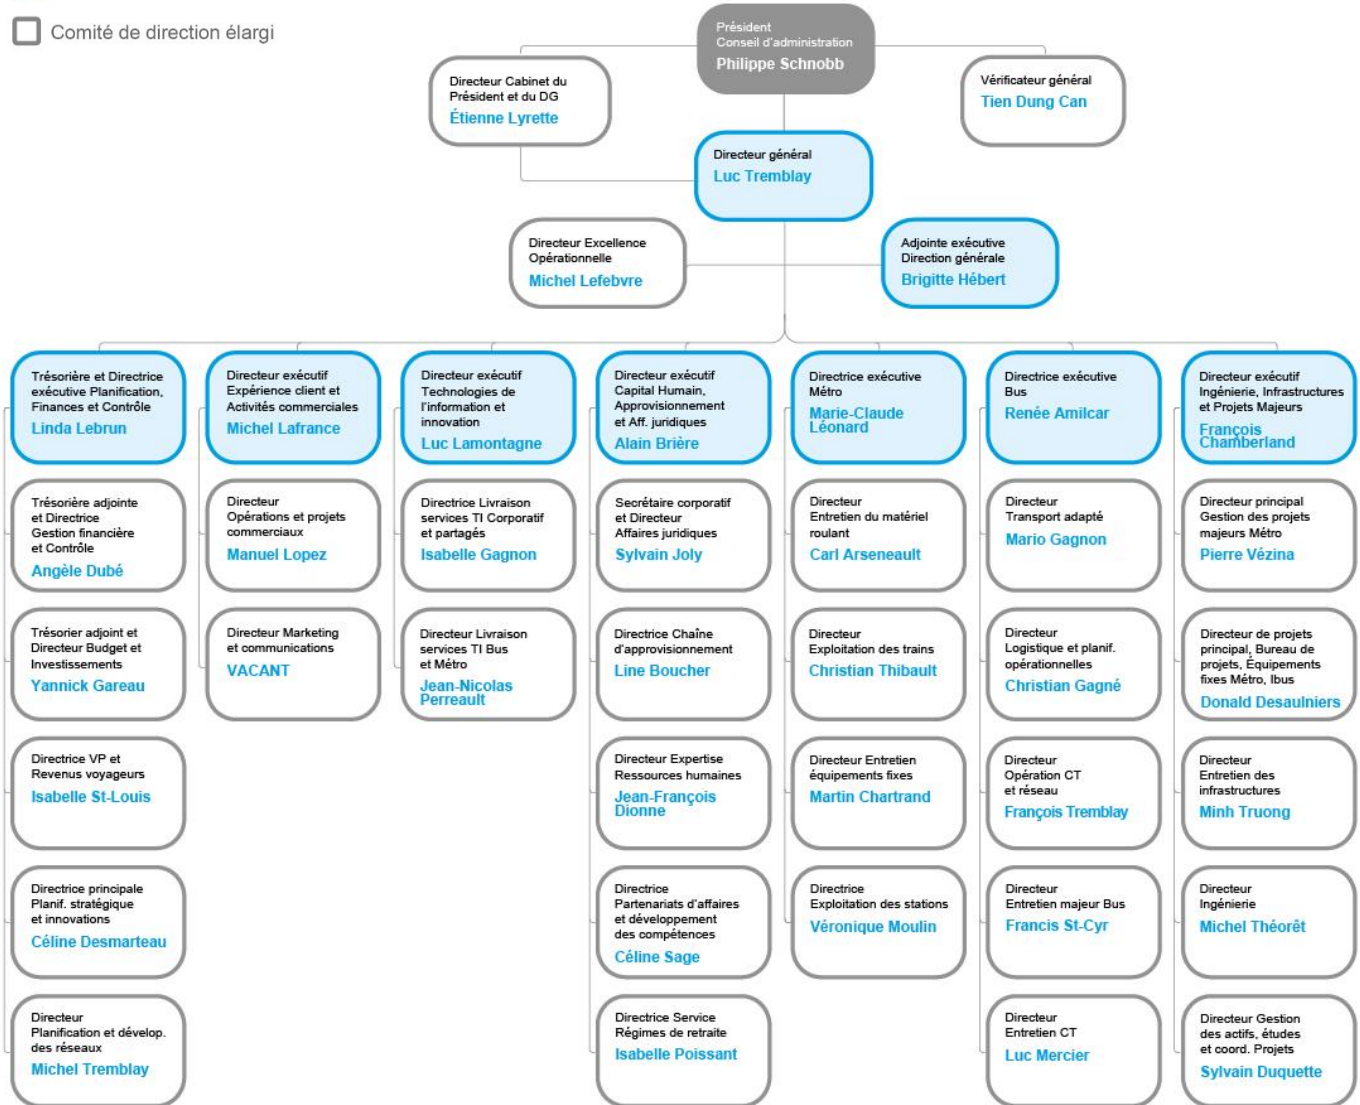 Comité de direction élargi
Président
Conseil d'administration
Philippe Schnobb
Directeur Cabinet du
Président et du DG
Étienne Lyrette
Vérificateur général
Tien Dung Can
Directeur général
Luc Tremblay
Directeur Excellence
Opérationnelle
Michel Lefebvre
Adjointe exécutive
Direction générale
Brigitte Hébert
Trésorière et Directrice
exécutive Planification,
Finances et Contrôle
Linda Lebrun
Directeur exécutif
Expérience client et
Activités commerciales
Michel Lafrance
Directeur exécutif
Technologies de
l'information et
innovation
Luc Lamontagne
Directeur exécutif
Capital Humain,
Approvisionnement
et Aff. juridiques
Alain Brière
Directrice exécutive
Métro
Marie-Claude
Léonard
Directrice exécutive
Bus
Renée Amilcar
Directeur exécutif
Ingénierie, Infrastructures
et Projets Majeurs
François
Chamberland
Trésorière adjointe
et Directrice
Gestion financière
et Contrôle
Angèle Dubé
Directeur
Opérations et projets
commerciaux
Manuel Lopez
Directrice Livraison
services TI Corporatif
et partagés
Isabelle Gagnon
Secrétaire corporatif
et Directeur
Affaires juridiques
Sylvain Joly
Directeur
Entretien du matériel
roulant
Carl Arseneault
Directeur
Transport adapté
Mario Gagnon
Directeur principal
Gestion des projets
majeurs Métro
Pierre Vézina
Trésorier adjoint et
Directeur Budget et
Investissements
Yannick Gareau
Directeur Marketing
et communications
VACANT
Directeur Livraison
services TI Bus
et Métro
Jean-Nicolas
Perreault
Directrice Chaîne
d'approvisionnement
Line Boucher
Directeur
Exploitation des trains
Christian Thibault
Directeur
Logistique et planif.
opérationnelles
Christian Gagné
Directeur de projets
principal, Bureau de
projets, Équipements
fixes Métro, Ibus
Donald Desaulniers
Directrice VP et
Revenus voyageurs
Isabelle St-Louis
Directeur Expertise
Ressources humaines
Jean-François
Dionne
Directeur Entretien
équipements fixes
Martin Chartrand
Directeur
Opération CT
et réseau
François Tremblay
Directeur
Entretien des
infrastructures
Minh Truong
Directrice principale
Planif. stratégique
et innovations
Céline Desmarteau
Directrice
Partenariats d'affaires
et développement
des compétences
Céline Sage
Directrice
Exploitation des stations
Véronique Moulin
Directeur
Entretien majeur Bus
Francis St-Cyr
Directeur
Ingénierie
Michel Théorêt
Directeur
Planification et dévelop.
des réseaux
Michel Tremblay
Directrice Service
Régimes de retraite
Isabelle Poissant
Directeur
Entretien CT
Luc Mercier
Directeur Gestion
des actifs, études
et coord. Projets
Sylvain Duquette